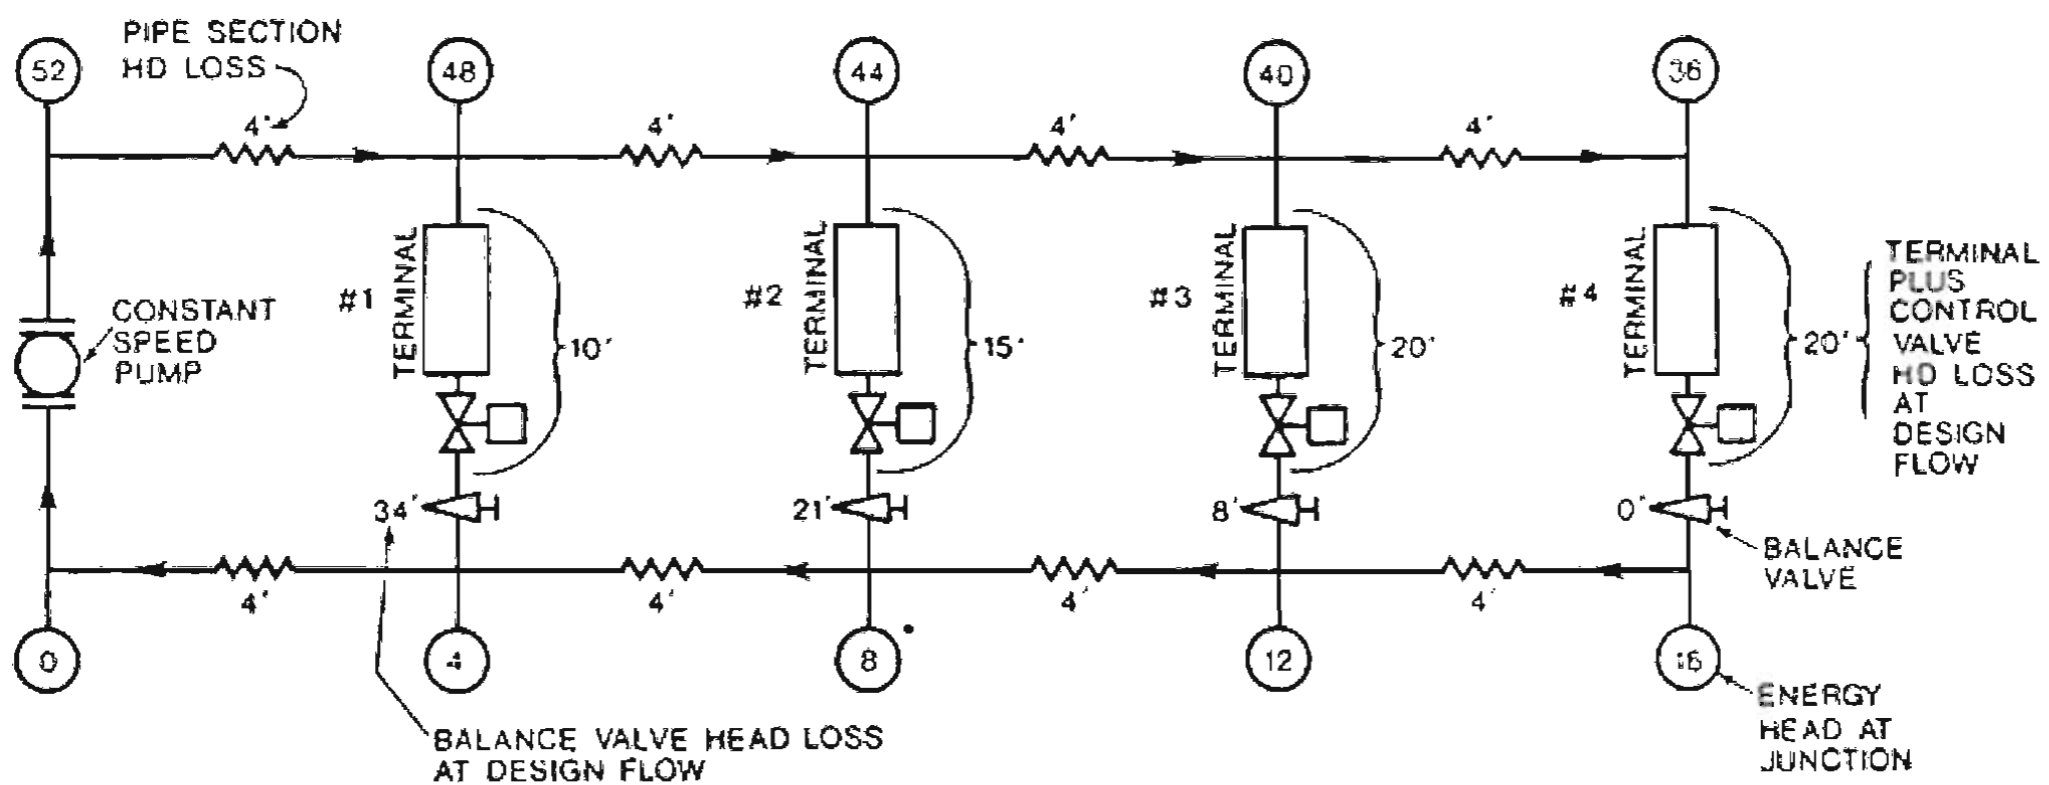 PIPE SECTION
HD LOSS
52
48
44
40
36
4'
4'
4'
4'
#1
TERMINAL
10'
#2
TERMINAL
15'
#3
TERMINAL
20'
#4
TERMINAL
20'
TERMINAL
PLUS
CONTROL
VALVE
HD LOSS
AT
DESIGN
FLOW
CONSTANT
SPEED
PUMP
34'
21'
8'
0'
BALANCE
VALVE
4'
4'
4'
4'
0
4
8
12
16
BALANCE VALVE HEAD LOSS
AT DESIGN FLOW
ENERGY
HEAD AT
JUNCTION